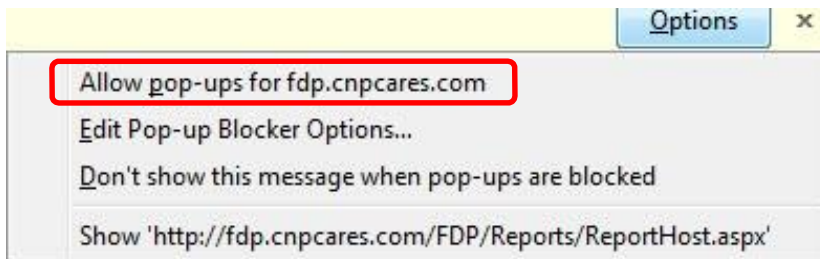 Options ×
Allow pop-ups for fdp.cnpcares.com
Edit Pop-up Blocker Options...
Don't show this message when pop-ups are blocked
Show 'http://fdp.cnpcares.com/FDP/Reports/ReportHost.aspx'